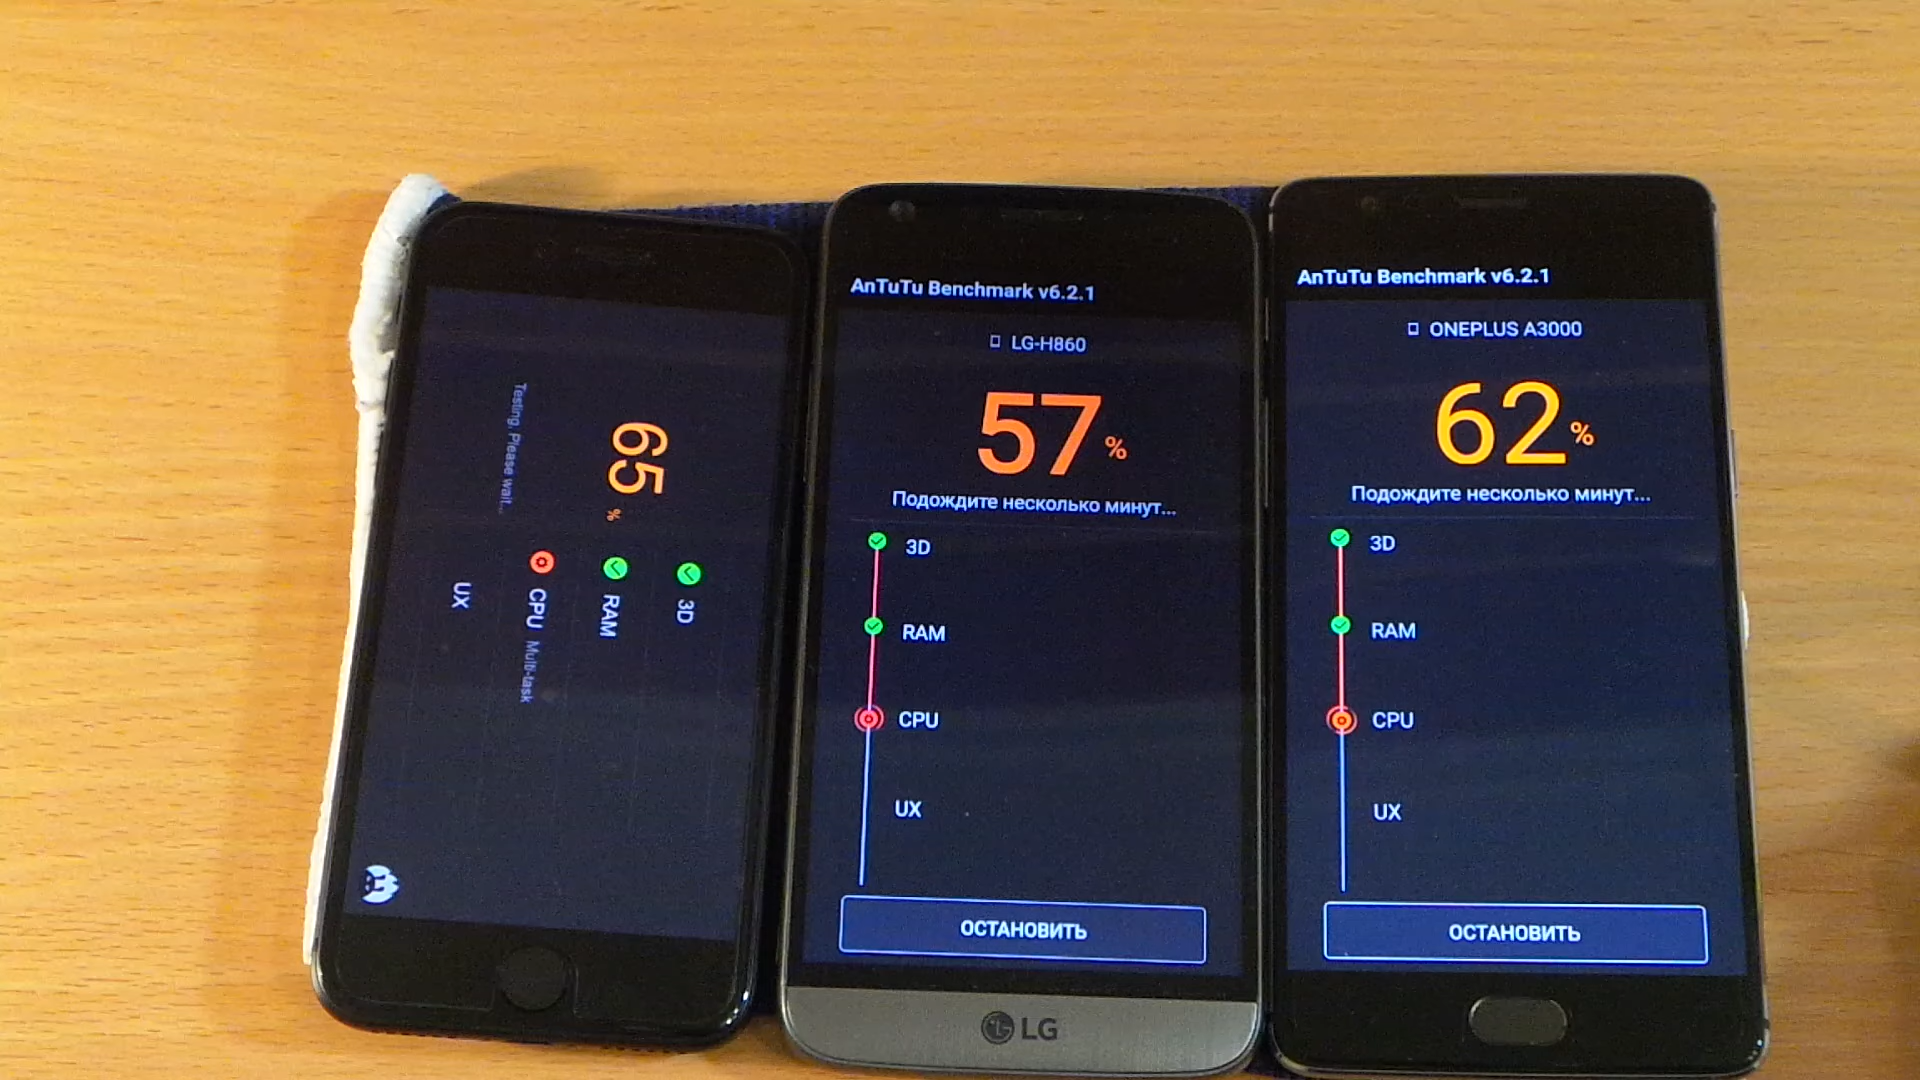 65 %
Testing. Please wait...
3D
RAM
CPU Multi-task
UX
AnTuTu Benchmark v6.2.1
LG-H860
57 %
Подождите несколько минут...
3D
RAM
CPU
UX
ОСТАНОВИТЬ
LG
AnTuTu Benchmark v6.2.1
ONEPLUS A3000
62 %
Подождите несколько минут...
3D
RAM
CPU
UX
ОСТАНОВИТЬ